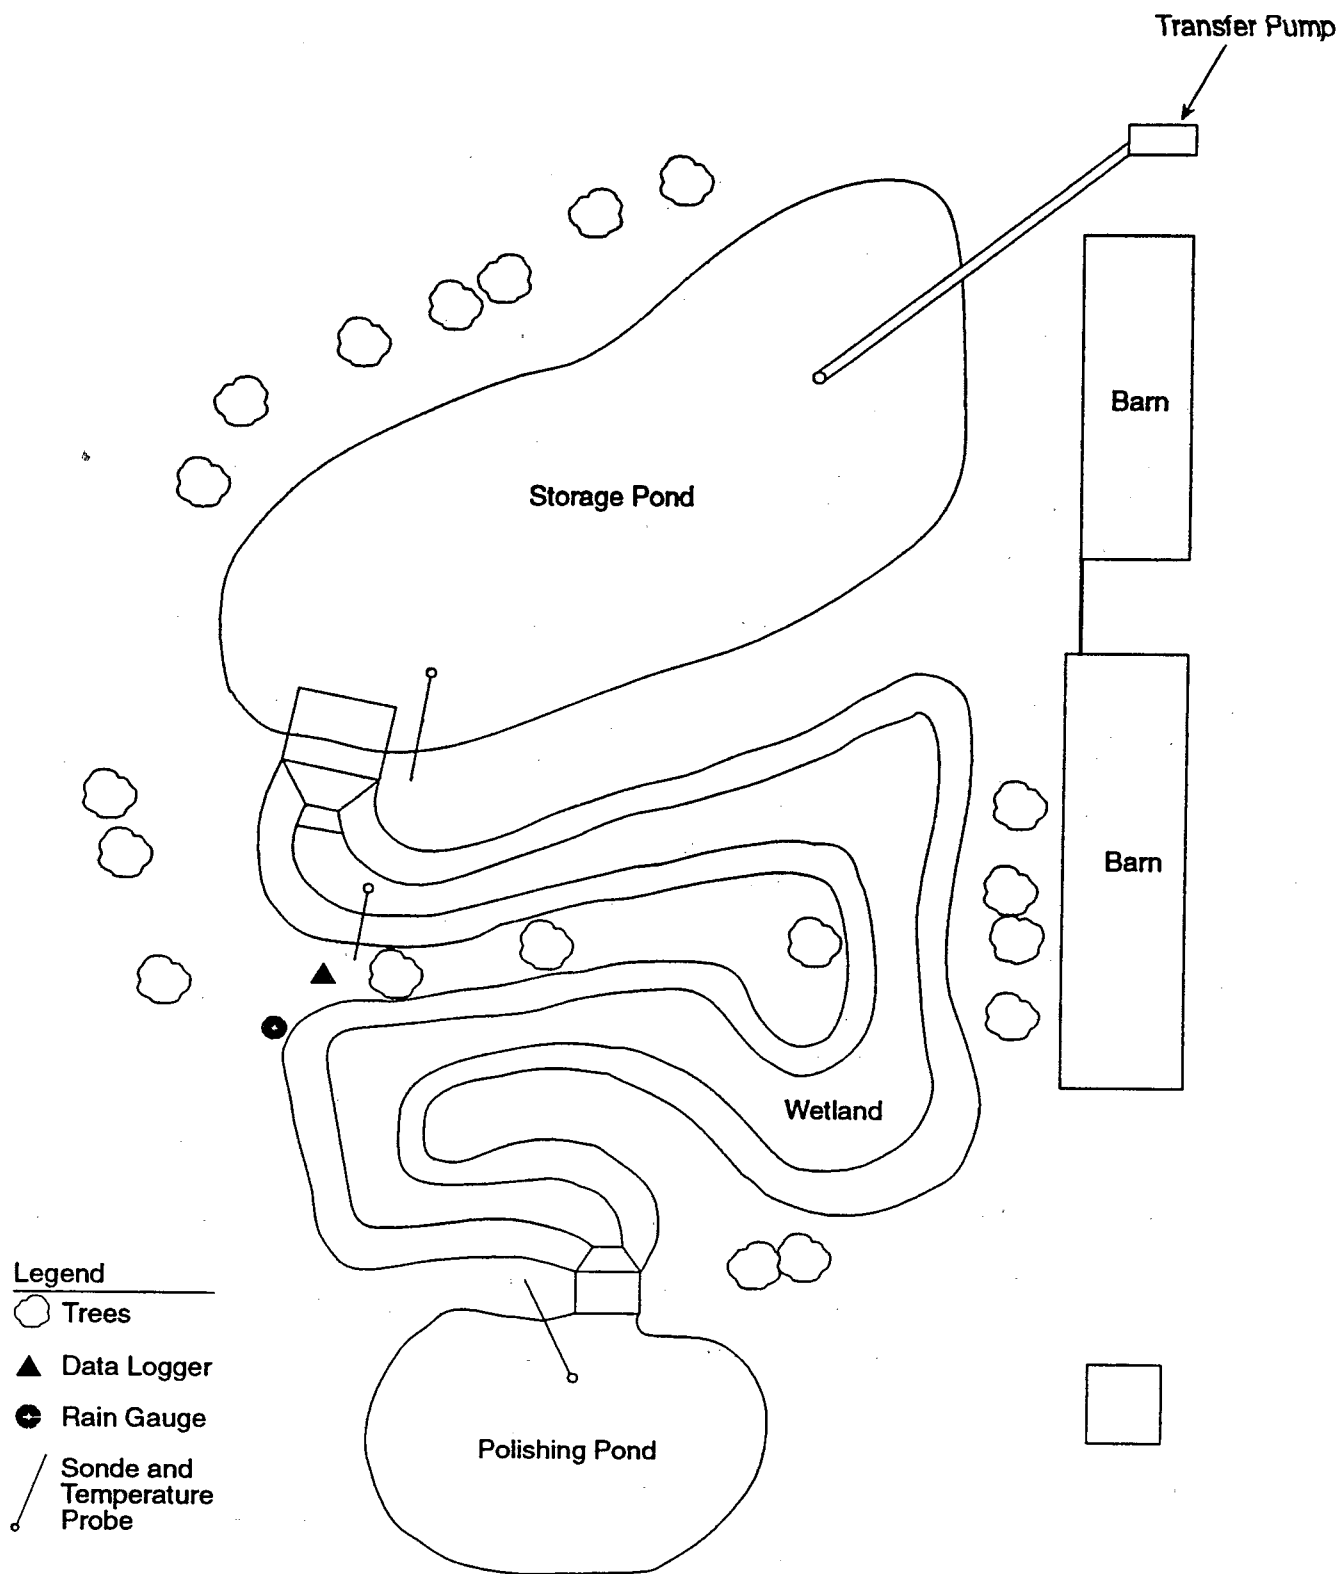 Transfer Pump
Barn
Storage Pond
Barn
Wetland
Legend
Trees
Data Logger
Rain Gauge
Sonde and
Temperature
Probe
Polishing Pond